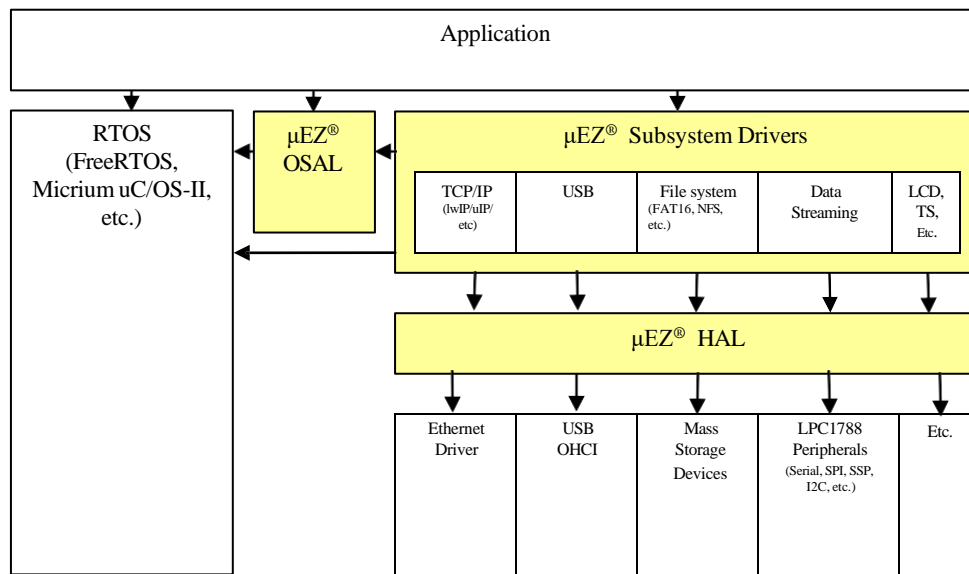 Application
RTOS
(FreeRTOS,
Micrium uC/OS-II,
etc.)
µEZ®
OSAL
µEZ® Subsystem Drivers
TCP/IP
(lwIP/uIP/
etc)
USB
File system
(FAT16, NFS,
etc.)
Data
Streaming
LCD,
TS,
Etc.
µEZ® HAL
Ethernet
Driver
USB
OHCI
Mass
Storage
Devices
LPC1788
Peripherals
(Serial, SPI, SSP,
I2C, etc.)
Etc.